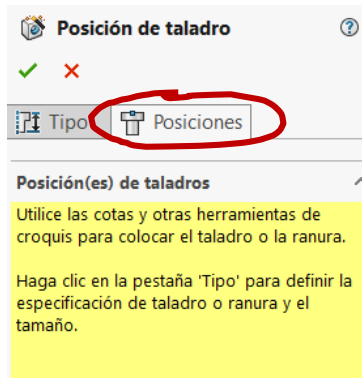 Posición de taladro
Tipo
Posiciones
Posición(es) de taladros
Utilice las cotas y otras herramientas de
croquis para colocar el taladro o la ranura.
Haga clic en la pestaña 'Tipo' para definir la
especificación de taladro o ranura y el
tamaño.